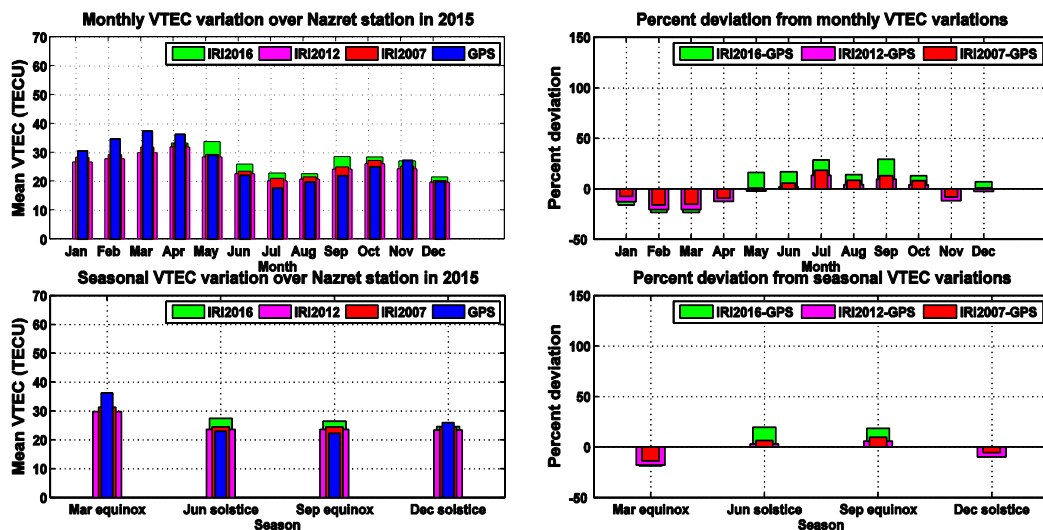 Monthly VTEC variation over Nazret station in 2015
Mean VTEC (TECU)
70
60
50
40
30
20
10
0
IRI2016 IRI2012 IRI2007 GPS
Jan Feb Mar Apr May Jun Jul Aug Sep Oct Nov Dec
Month
Percent deviation from monthly VTEC variations
Percent deviation
150
100
50
0
-50
IRI2016-GPS IRI2012-GPS IRI2007-GPS
Jan Feb Mar Apr May Jun Jul Aug Sep Oct Nov Dec
Month
Seasonal VTEC variation over Nazret station in 2015
Mean VTEC (TECU)
70
60
50
40
30
20
10
0
IRI2016 IRI2012 IRI2007 GPS
Mar equinox Jun solstice Sep equinox Dec solstice
Season
Percent deviation from seasonal VTEC variations
Percent deviation
150
100
50
0
-50
IRI2016-GPS IRI2012-GPS IRI2007-GPS
Mar equinox Jun solstice Sep equinox Dec solstice
Season